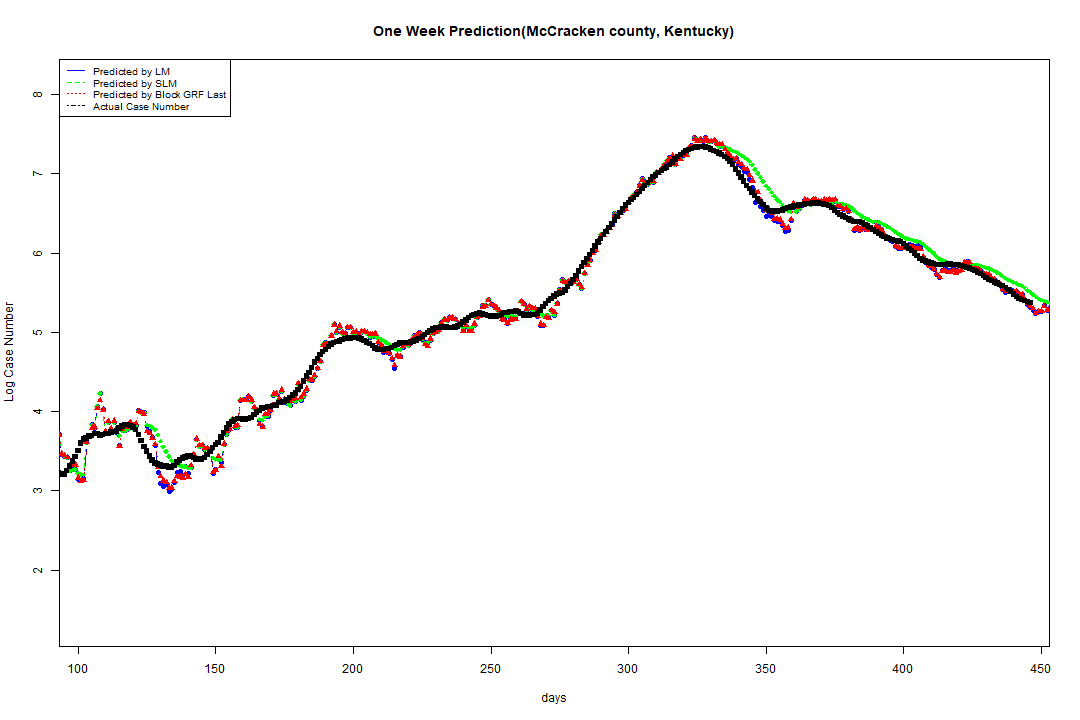 One Week Prediction(McCracken county, Kentucky)
Predicted by LM
Predicted by SLM
Predicted by Block GRF Last
Actual Case Number
8
7
6
5
4
3
2
Log Case Number
100 150 200 250 300 350 400 450
days